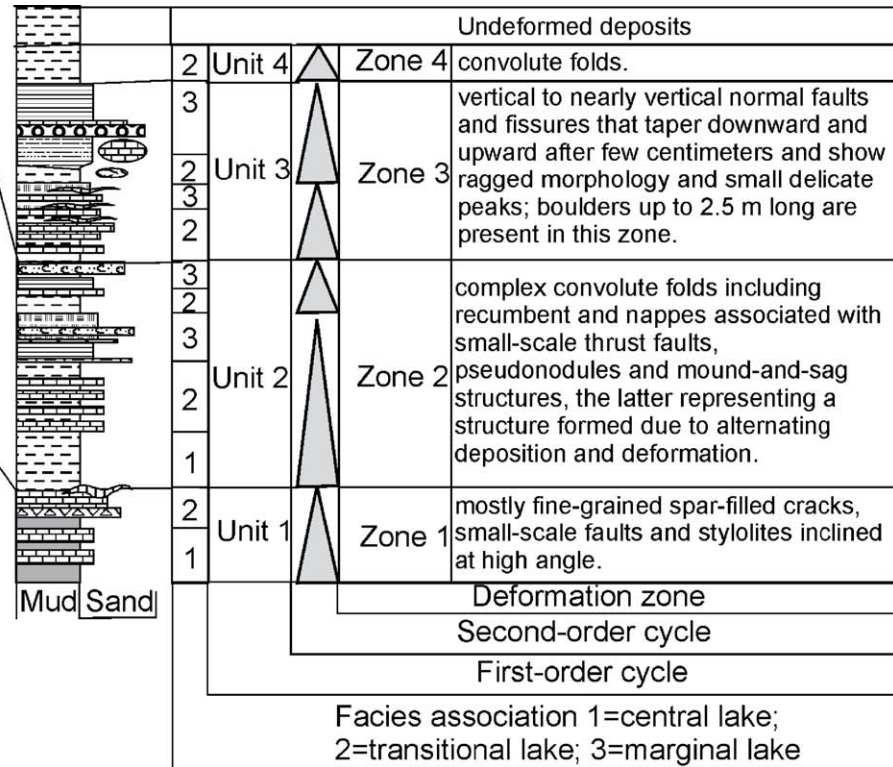 Undeformed deposits
2 Unit 4 Zone 4 convolute folds.
3
2
3
2
Unit 3
Zone 3
vertical to nearly vertical normal faults
and fissures that taper downward and
upward after few centimeters and show
ragged morphology and small delicate
peaks; boulders up to 2.5 m long are
present in this zone.
3
2
3
2
1
Unit 2
Zone 2
complex convolute folds including
recumbent and nappes associated with
small-scale thrust faults,
pseudonodules and mound-and-sag
structures, the latter representing a
structure formed due to alternating
deposition and deformation.
2
1
Unit 1
Zone 1
mostly fine-grained spar-filled cracks,
small-scale faults and stylolites inclined
at high angle.
Mud Sand
Deformation zone
Second-order cycle
First-order cycle
Facies association 1=central lake;
2=transitional lake; 3=marginal lake